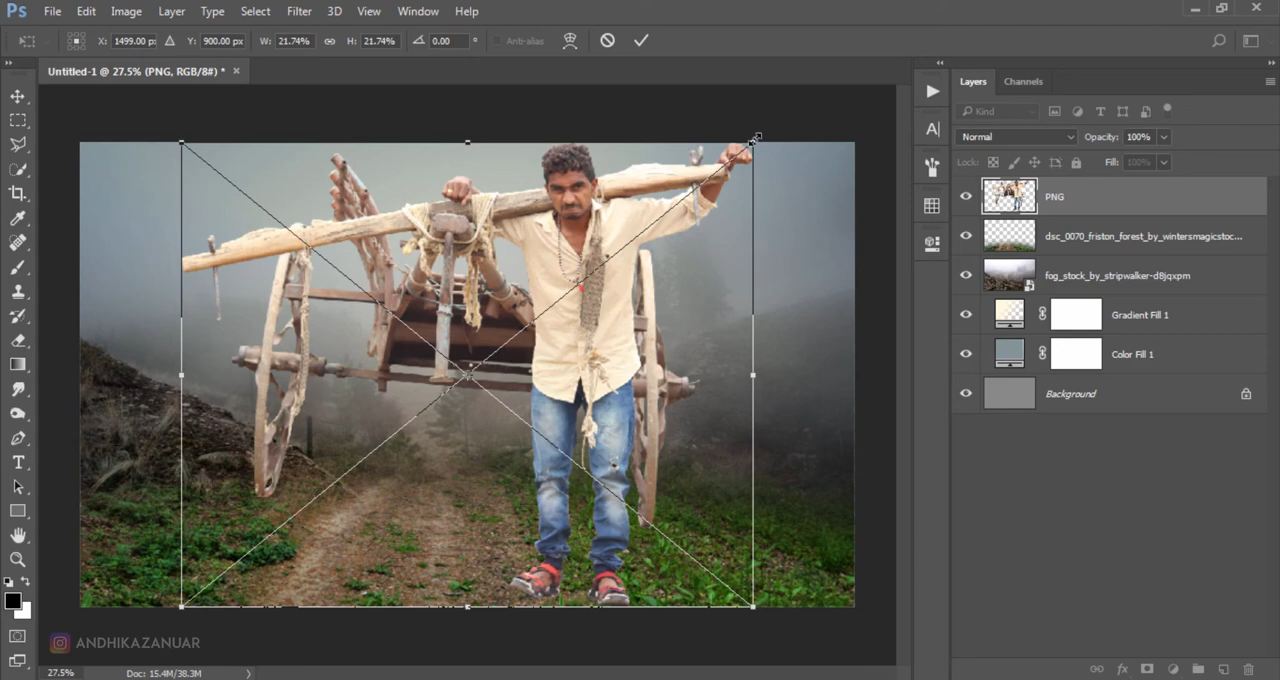 Ps File Edit Image Layer Type Select Filter 3D View Window Help
X: 1499.00 px Y: 900.00 px W: 21.74% H: 21.74% 0.00 ° Anti-alias
Untitled-1 @ 27.5% (PNG, RGB/8#) * ×
Layers Channels
Kind
Normal Opacity: 100%
Lock: Fill: 100%
PNG
dsc_0070_friston_forest_by_wintersmagicstoc...
fog_stock_by_stripwalker-d8jqxpm
Gradient Fill 1
Color Fill 1
Background
ANDHIKAZANUAR
27.5% Doc: 15.4M/38.3M